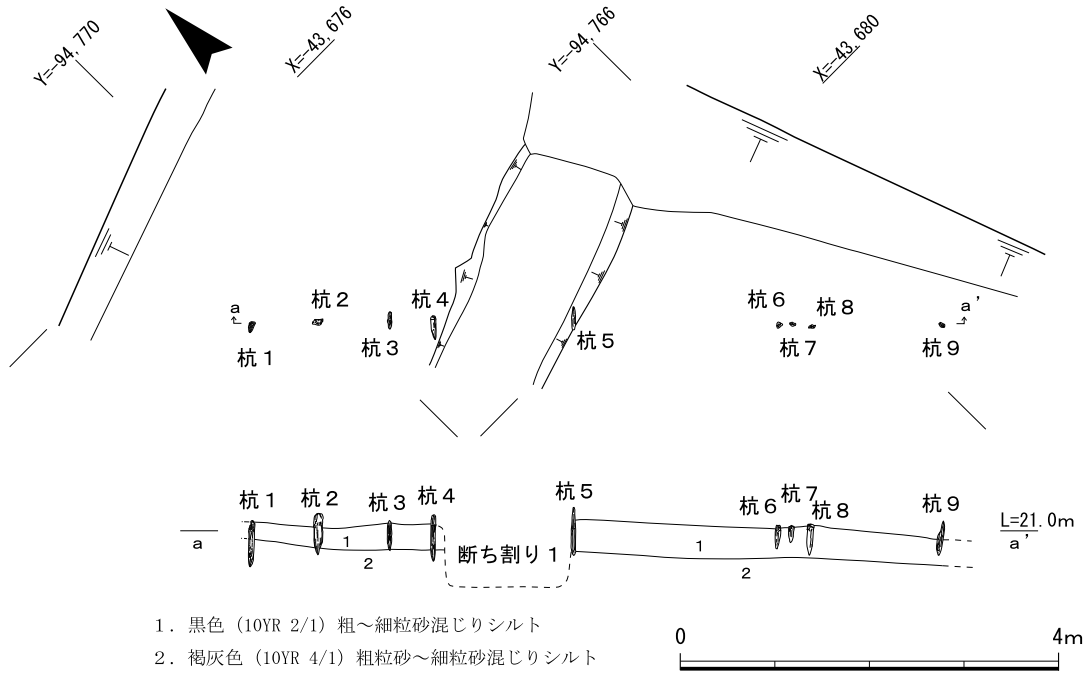 Y=-94,770
X=-43,676
Y=-94,766
X=-43,680
a
杭1
杭2
杭3
杭4
杭5
杭6
杭7
杭8
杭9
a'
杭1
杭2
杭3
杭4
杭5
杭6
杭7
杭8
杭9
a
1
2
断ち割り1
1
2
L=21.0m
a'
1．黒色（10YR 2/1）粗～細粒砂混じりシルト
2．褐灰色（10YR 4/1）粗粒砂～細粒砂混じりシルト
0
4m